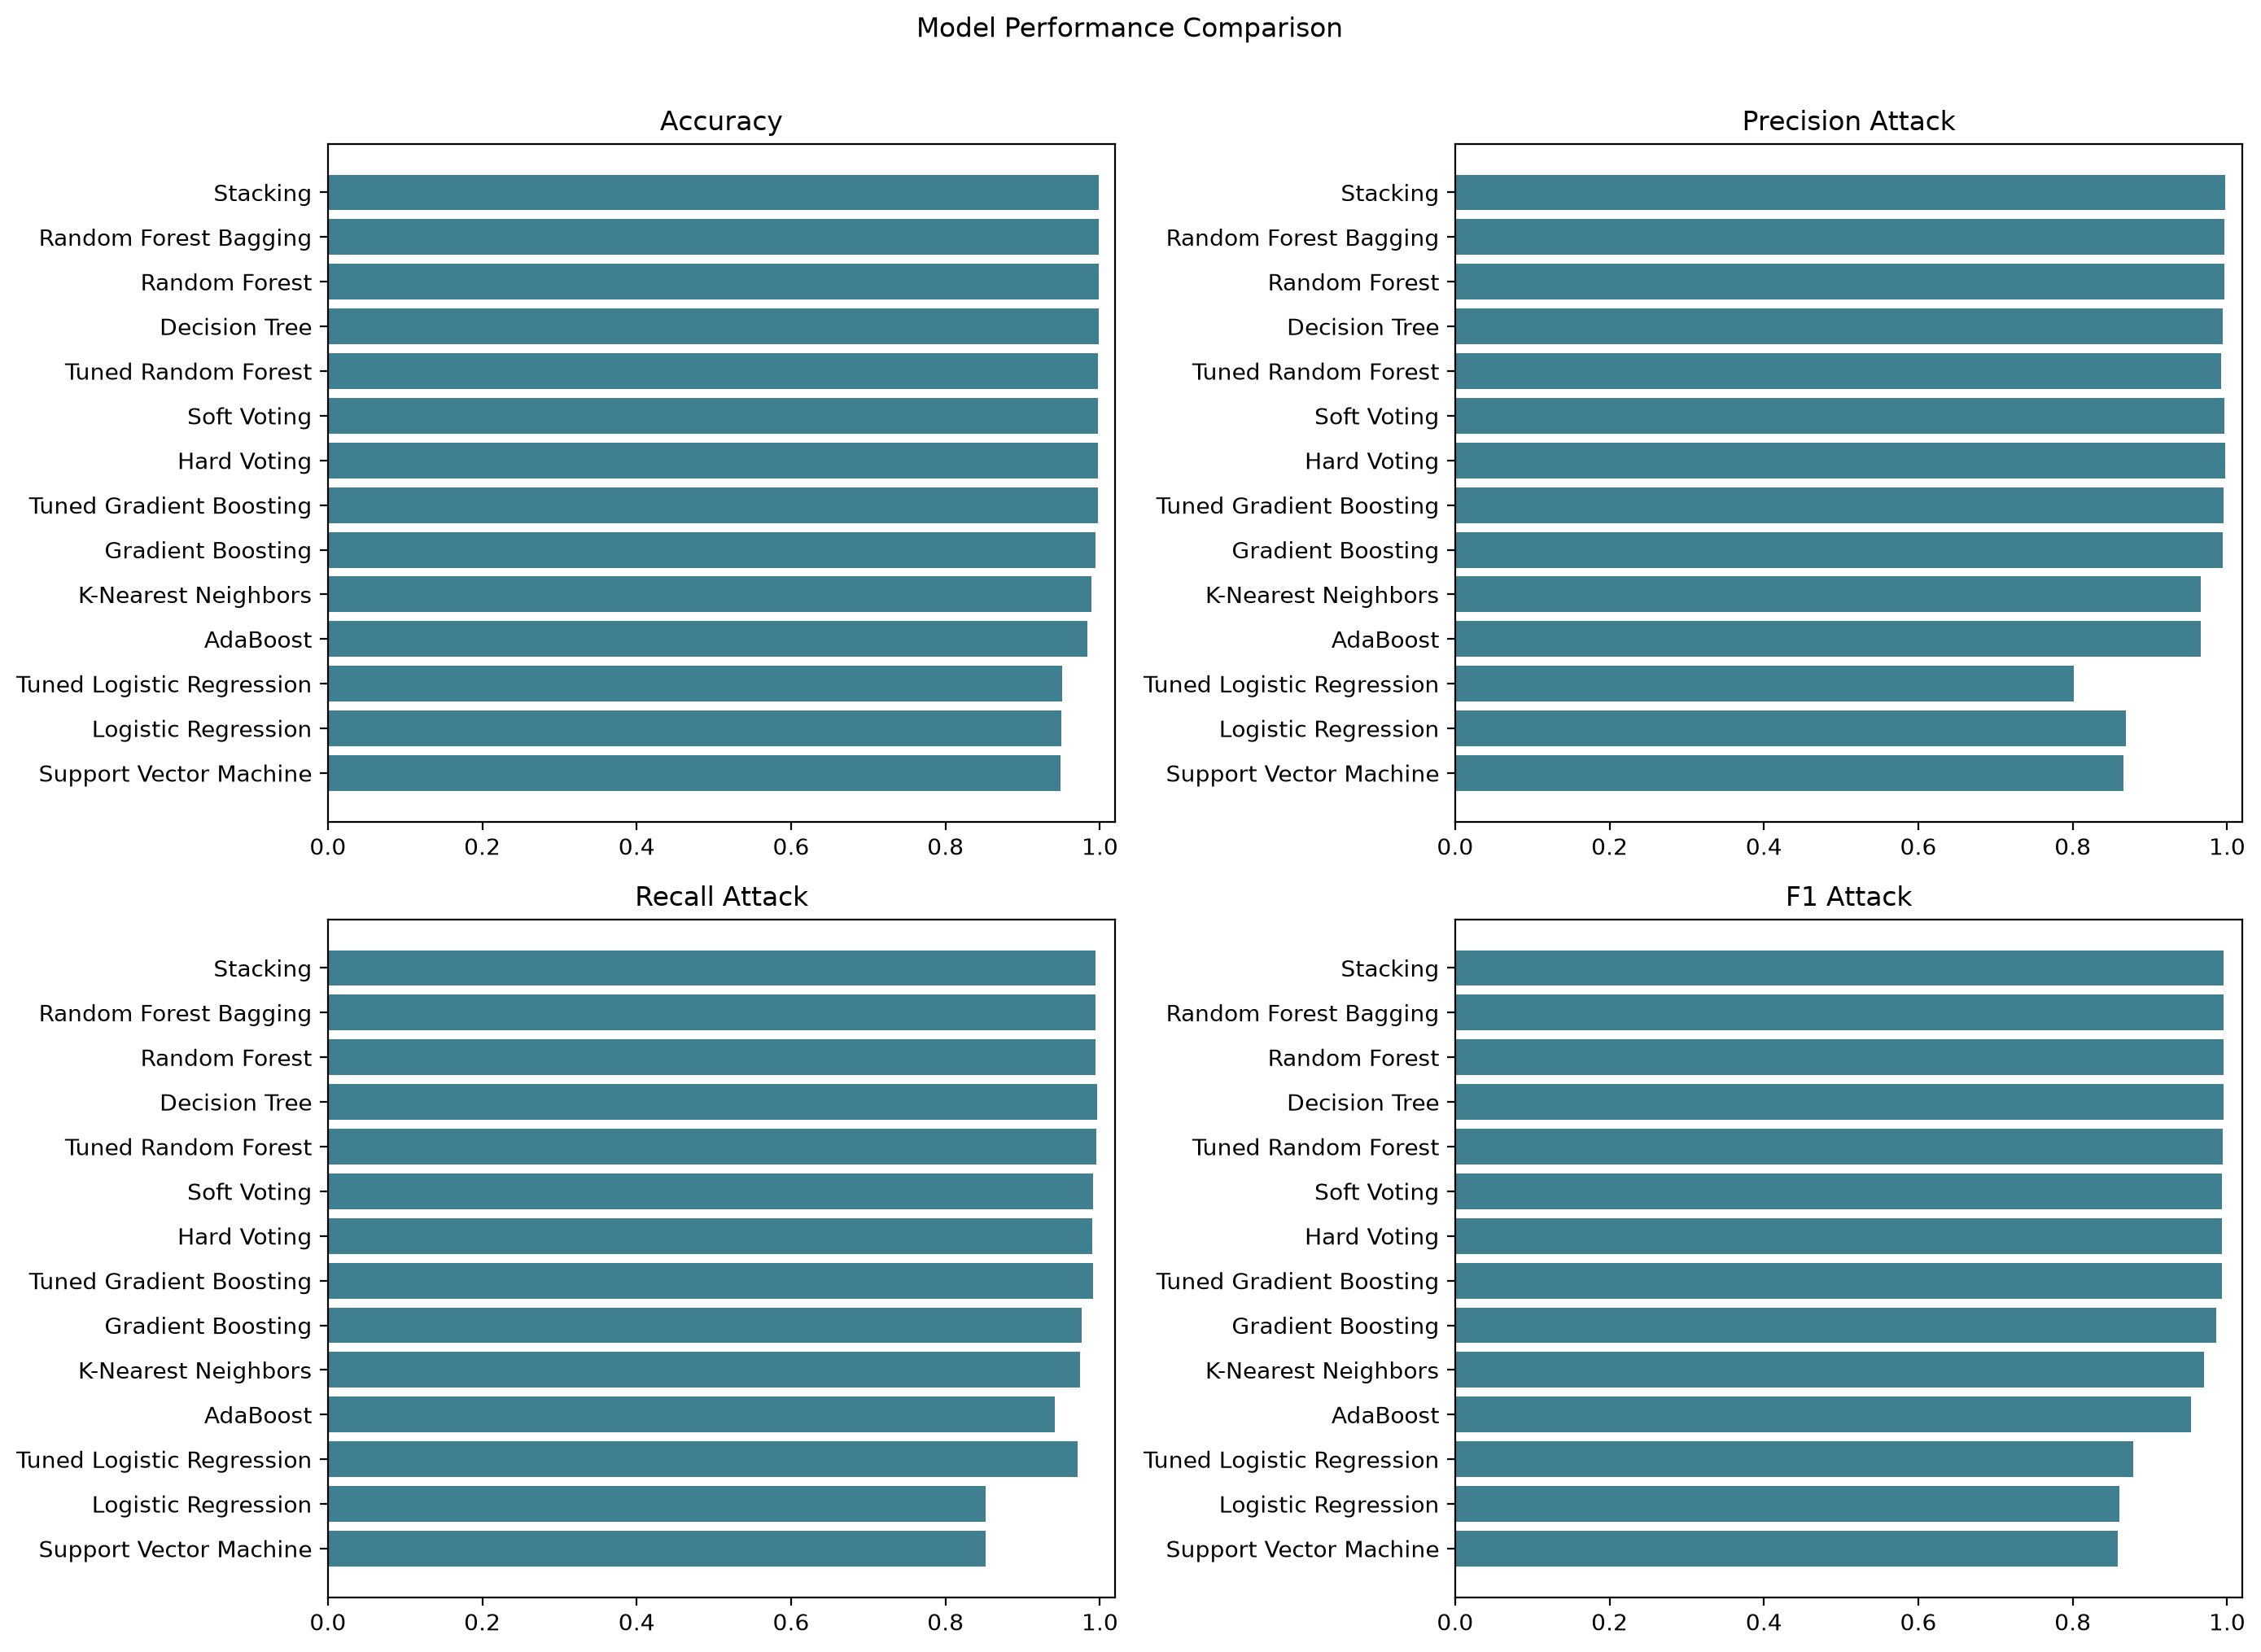 Model Performance Comparison
Accuracy
Stacking
Random Forest Bagging
Random Forest
Decision Tree
Tuned Random Forest
Soft Voting
Hard Voting
Tuned Gradient Boosting
Gradient Boosting
K-Nearest Neighbors
AdaBoost
Tuned Logistic Regression
Logistic Regression
Support Vector Machine
0.0 0.2 0.4 0.6 0.8 1.0
Precision Attack
Stacking
Random Forest Bagging
Random Forest
Decision Tree
Tuned Random Forest
Soft Voting
Hard Voting
Tuned Gradient Boosting
Gradient Boosting
K-Nearest Neighbors
AdaBoost
Tuned Logistic Regression
Logistic Regression
Support Vector Machine
0.0 0.2 0.4 0.6 0.8 1.0
Recall Attack
Stacking
Random Forest Bagging
Random Forest
Decision Tree
Tuned Random Forest
Soft Voting
Hard Voting
Tuned Gradient Boosting
Gradient Boosting
K-Nearest Neighbors
AdaBoost
Tuned Logistic Regression
Logistic Regression
Support Vector Machine
0.0 0.2 0.4 0.6 0.8 1.0
F1 Attack
Stacking
Random Forest Bagging
Random Forest
Decision Tree
Tuned Random Forest
Soft Voting
Hard Voting
Tuned Gradient Boosting
Gradient Boosting
K-Nearest Neighbors
AdaBoost
Tuned Logistic Regression
Logistic Regression
Support Vector Machine
0.0 0.2 0.4 0.6 0.8 1.0